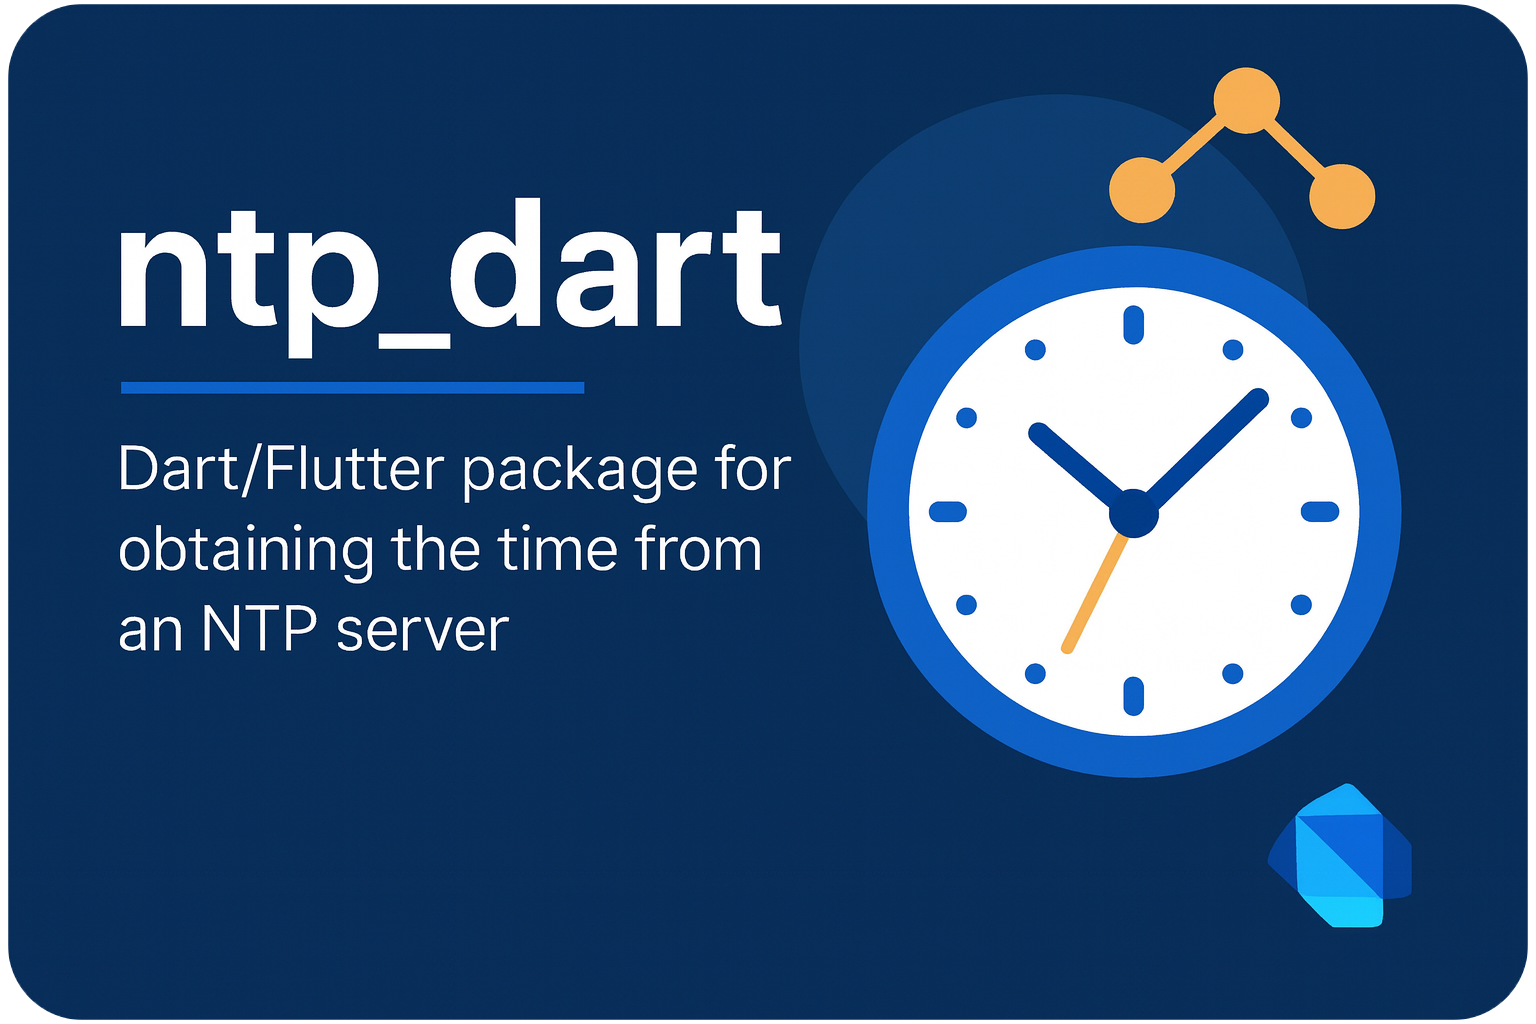 ntp_dart
Dart/Flutter package for
obtaining the time from
an NTP server